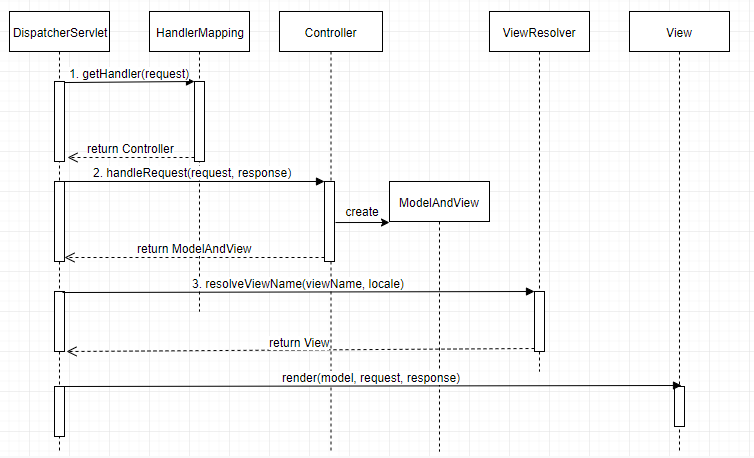 DispatcherServlet
HandlerMapping
Controller
ViewResolver
View
1. getHandler(request)
return Controller
2. handleRequest(request, response)
create
ModelAndView
return ModelAndView
3. resolveViewName(viewName, locale)
return View
render(model, request, response)